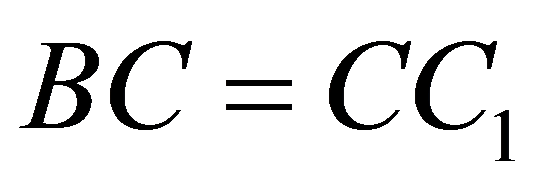 BC = CC₁